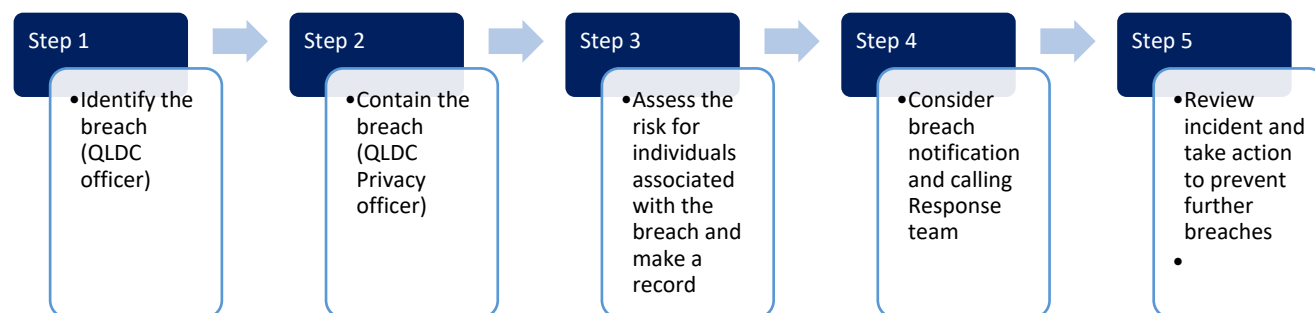 Step 1
•Identify the
breach
(QLDC
officer)
Step 2
•Contain the
breach
(QLDC
Privacy
officer)
Step 3
•Assess the
risk for
individuals
associated
with the
breach and
make a
record
Step 4
•Consider
breach
notification
and calling
Response
team
Step 5
•Review
incident and
take action
to prevent
further
breaches
•